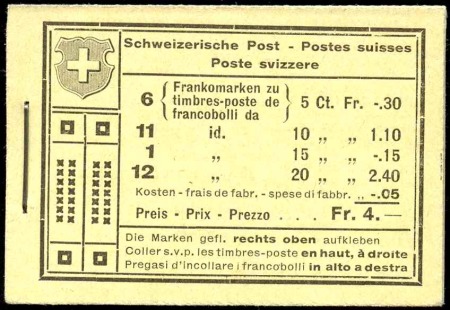 Schweizerische Post - Postes suisses
Poste svizzere
6 { Frankomarken zu timbres-poste de francobolli da } 5 Ct. Fr. -.30
11 id. 10 „ „ 1.10
1 „ 15 „ „ -.15
12 „ 20 „ „ 2.40
Kosten - frais de fabr. - spese di fabbr. „ -.05
Preis - Prix - Prezzo . . . . Fr. 4.—
Die Marken gefl. rechts oben aufkleben
Coller s.v.p. les timbres-poste en haut, à droite
Pregasi d'incollare i francobolli in alto a destra